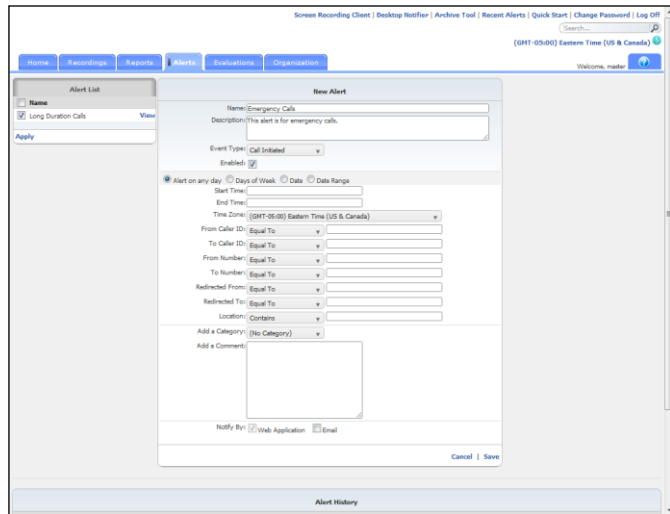 Screen Recording Client | Desktop Notifier | Archive Tool | Recent Alerts | Quick Start | Change Password | Log Off
(Search...
(GMT-05:00) Eastern Time (US & Canada)
Home Recordings Reports Alerts Evaluations Organization
Welcome, master
Alert List
Name
Long Duration Calls View
Apply
New Alert
Name: Emergency Calls
Description: This alert is for emergency calls.
Event Type: Call Initiated
Enabled:
Alert on any day Days of Week Date Date Range
Start Time:
End Time:
Time Zone: (GMT-05:00) Eastern Time (US & Canada)
From Caller ID: Equal To
To Caller ID: Equal To
From Number: Equal To
To Number: Equal To
Redirected From: Equal To
Redirected To: Equal To
Location: Contains
Add a Category: (No Category)
Add a Comment:
Notify By: Web Application Email
Cancel | Save
Alert History